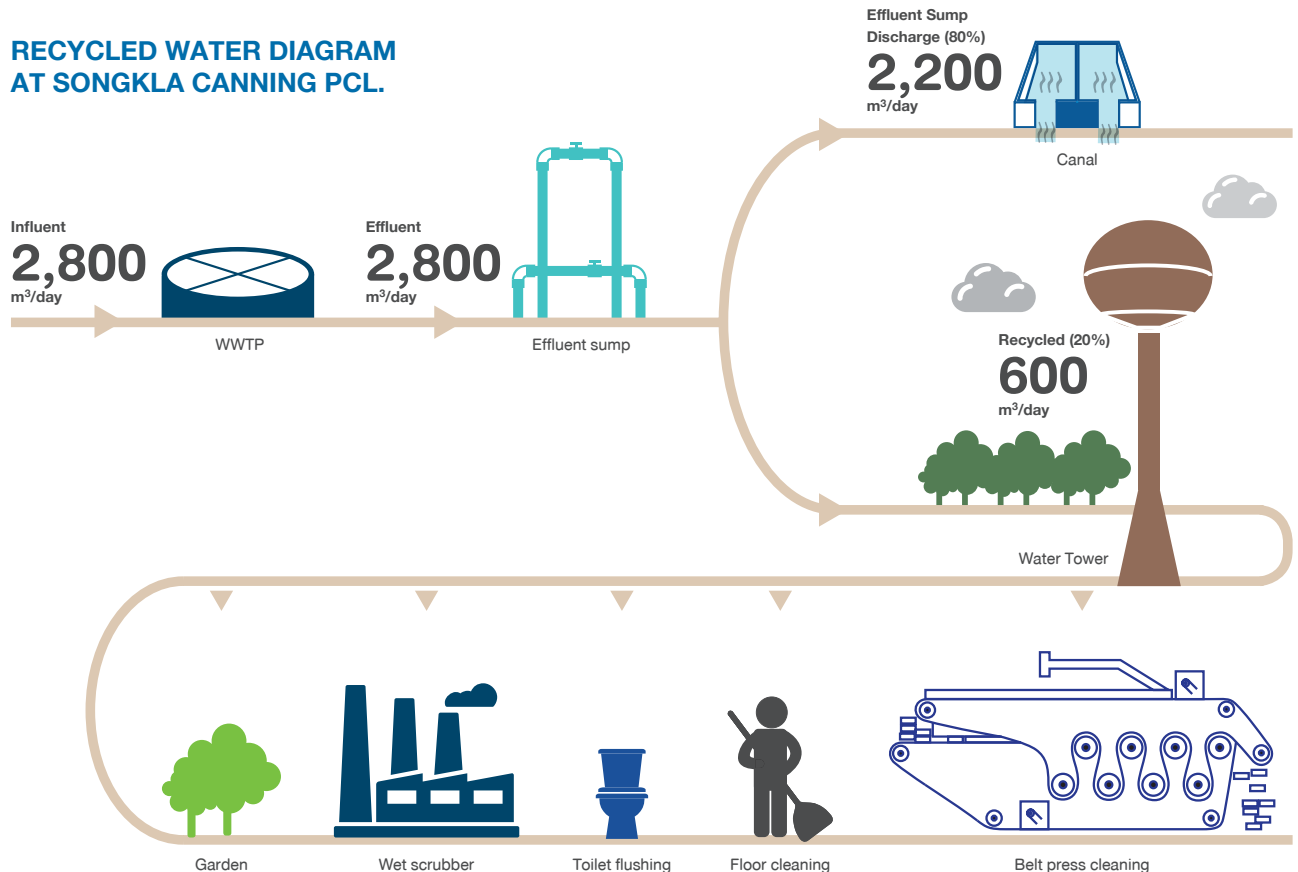 RECYCLED WATER DIAGRAM
AT SONGKLA CANNING PCL.
Effluent Sump
Discharge (80%)
2,200
m³/day
Canal
Influent
2,800
m³/day
WWTP
Effluent
2,800
m³/day
Effluent sump
Recycled (20%)
600
m³/day
Water Tower
Garden
Wet scrubber
Toilet flushing
Floor cleaning
Belt press cleaning